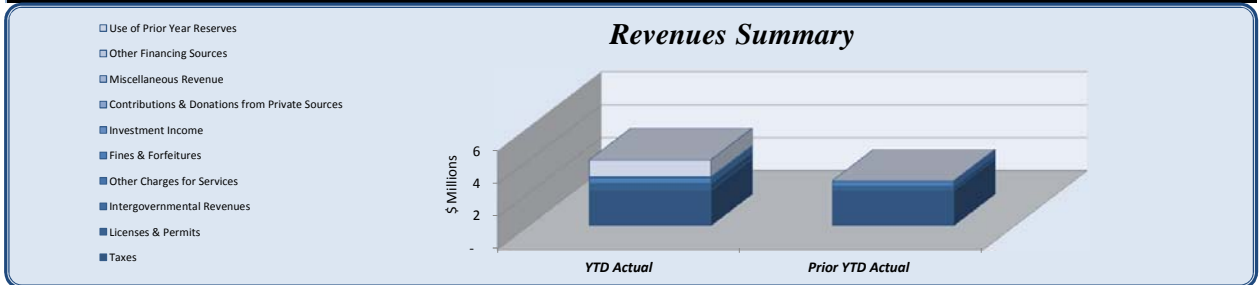 Revenues Summary
Use of Prior Year Reserves
Other Financing Sources
Miscellaneous Revenue
Contributions & Donations from Private Sources
Investment Income
Fines & Forfeitures
Other Charges for Services
Intergovernmental Revenues
Licenses & Permits
Taxes
$ Millions
6
4
2
-
YTD Actual
Prior YTD Actual